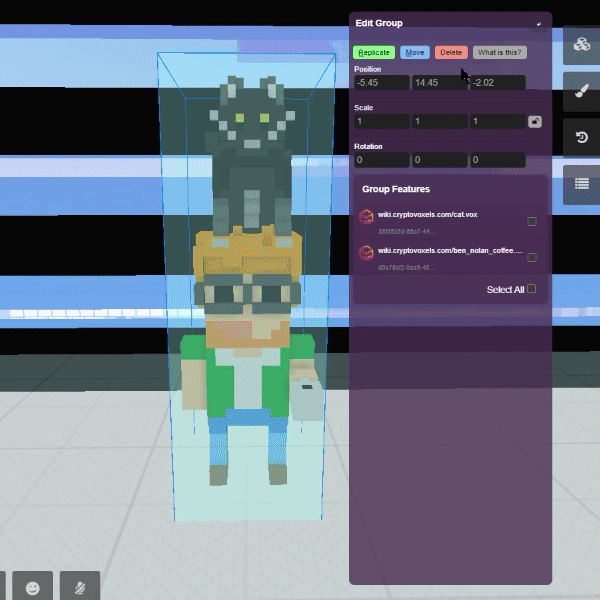 Edit Group
Replicate Move Delete What is this?
Position
-5.45 14.45 -2.02
Scale
1 1 1
Rotation
0 0 0
Group Features
wiki.cryptovoxels.com/cat.vox
wiki.cryptovoxels.com/ben_nolan_coffee....
Select All